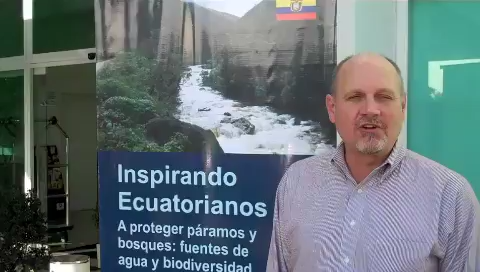 Inspirando
Ecuatorianos
A proteger páramos y
bosques: fuentes de
agua y biodiversidad